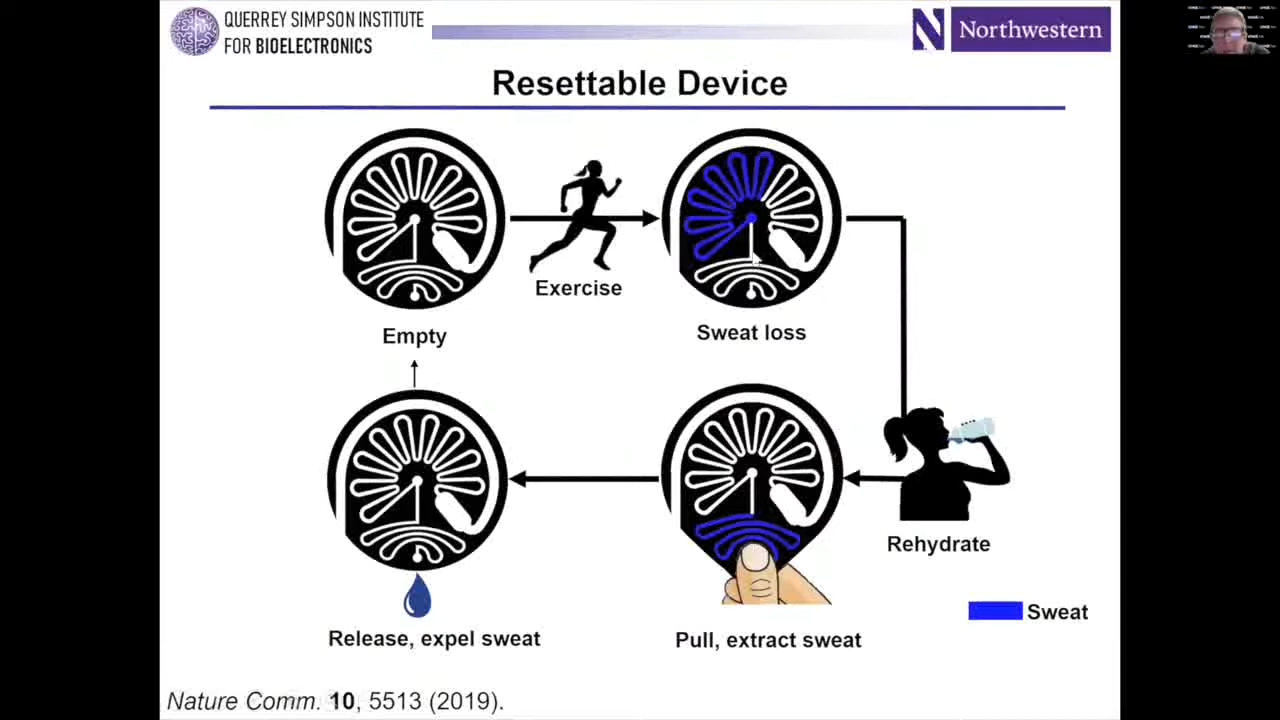 QUERREY SIMPSON INSTITUTE
FOR BIOELECTRONICS
N Northwestern
Resettable Device
Exercise
Empty
Sweat loss
Rehydrate
Sweat
Release, expel sweat
Pull, extract sweat
Nature Comm. 10, 5513 (2019).